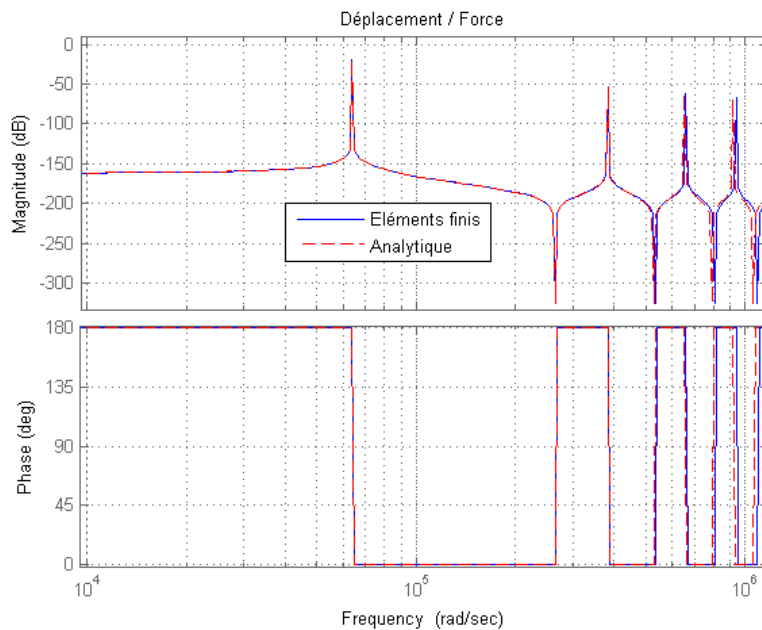 Déplacement / Force
0
-50
-100
-150
-200
-250
-300
Magnitude (dB)
Eléments finis
Analytique
180
135
90
45
0
Phase (deg)
10^4
10^5
10^6
Frequency (rad/sec)